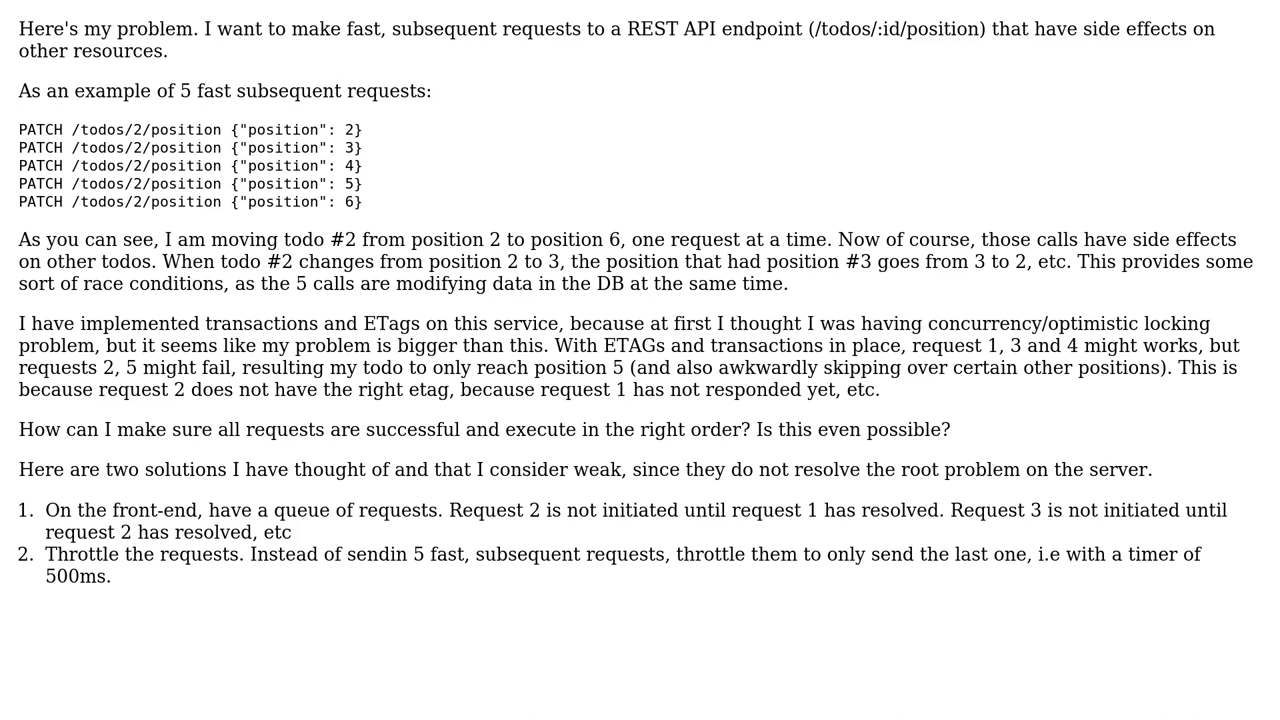 Here's my problem. I want to make fast, subsequent requests to a REST API endpoint (/todos/:id/position) that have side effects on
other resources.
As an example of 5 fast subsequent requests:
PATCH /todos/2/position {"position": 2}
PATCH /todos/2/position {"position": 3}
PATCH /todos/2/position {"position": 4}
PATCH /todos/2/position {"position": 5}
PATCH /todos/2/position {"position": 6}
As you can see, I am moving todo #2 from position 2 to position 6, one request at a time. Now of course, those calls have side effects
on other todos. When todo #2 changes from position 2 to 3, the position that had position #3 goes from 3 to 2, etc. This provides some
sort of race conditions, as the 5 calls are modifying data in the DB at the same time.
I have implemented transactions and ETags on this service, because at first I thought I was having concurrency/optimistic locking
problem, but it seems like my problem is bigger than this. With ETAGs and transactions in place, request 1, 3 and 4 might works, but
requests 2, 5 might fail, resulting my todo to only reach position 5 (and also awkwardly skipping over certain other positions). This is
because request 2 does not have the right etag, because request 1 has not responded yet, etc.
How can I make sure all requests are successful and execute in the right order? Is this even possible?
Here are two solutions I have thought of and that I consider weak, since they do not resolve the root problem on the server.
1. On the front-end, have a queue of requests. Request 2 is not initiated until request 1 has resolved. Request 3 is not initiated until
request 2 has resolved, etc
2. Throttle the requests. Instead of sendin 5 fast, subsequent requests, throttle them to only send the last one, i.e with a timer of
500ms.